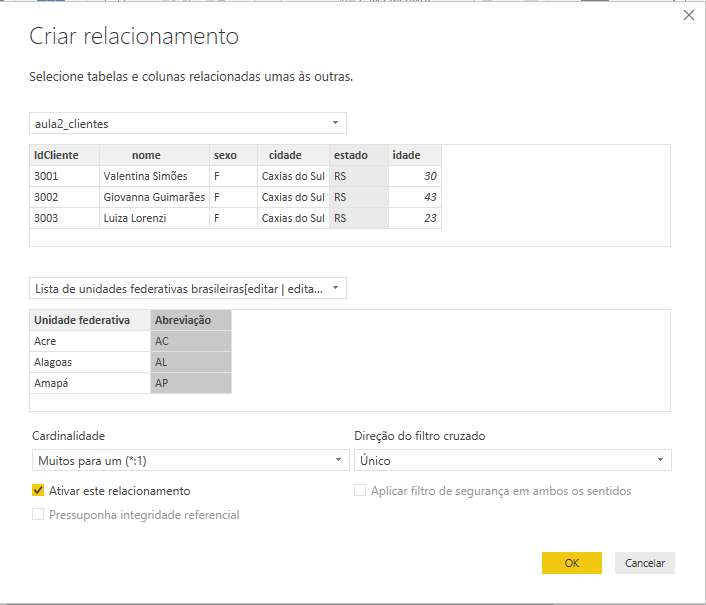 Criar relacionamento
Selecione tabelas e colunas relacionadas umas às outras.
aula2_clientes
IdCliente nome sexo cidade estado idade
3001 Valentina Simões F Caxias do Sul RS 30
3002 Giovanna Guimarães F Caxias do Sul RS 43
3003 Luiza Lorenzi F Caxias do Sul RS 23
Lista de unidades federativas brasileiras[editar | edita...
Unidade federativa Abreviação
Acre AC
Alagoas AL
Amapá AP
Cardinalidade Direção do filtro cruzado
Muitos para um (*:1) Único
Ativar este relacionamento Aplicar filtro de segurança em ambos os sentidos
Pressuponha integridade referencial
OK Cancelar